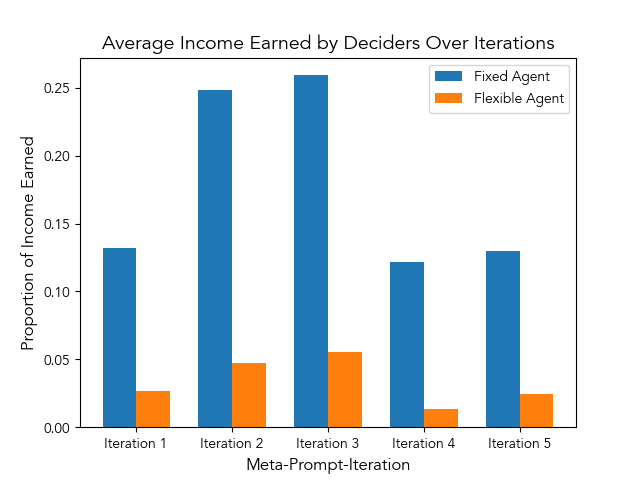 Average Income Earned by Deciders Over Iterations
Fixed Agent
Flexible Agent
Proportion of Income Earned
0.25
0.20
0.15
0.10
0.05
0.00
Iteration 1
Iteration 2
Iteration 3
Iteration 4
Iteration 5
Meta-Prompt-Iteration